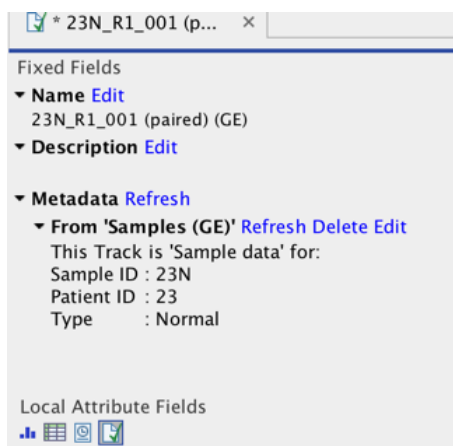 * 23N_R1_001 (p... ×
Fixed Fields
Name Edit
23N_R1_001 (paired) (GE)
Description Edit
Metadata Refresh
From 'Samples (GE)' Refresh Delete Edit
This Track is 'Sample data' for:
Sample ID : 23N
Patient ID : 23
Type : Normal
Local Attribute Fields